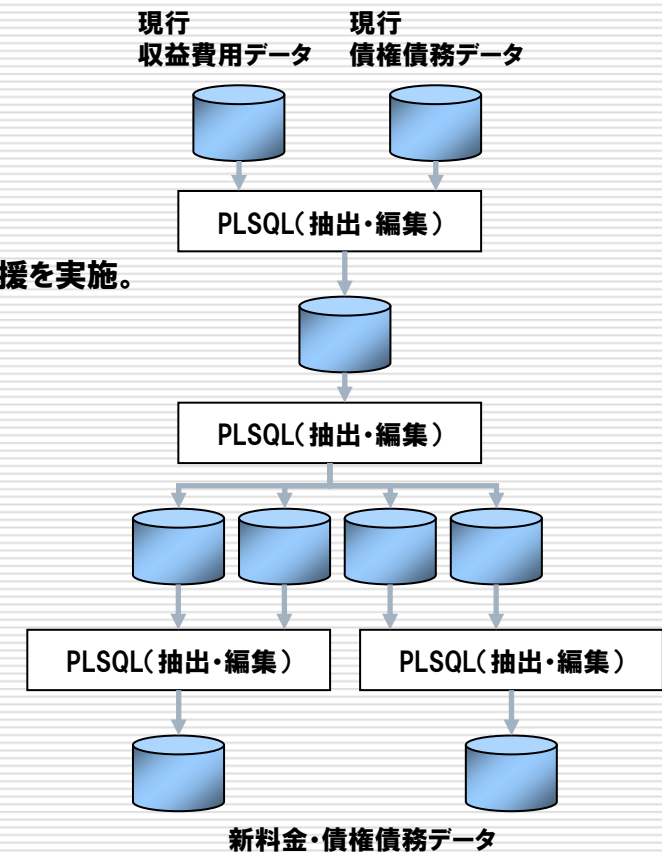 現行
収益費用データ
現行
債権債務データ
PLSQL(抽出・編集)
援を実施。
PLSQL(抽出・編集)
PLSQL(抽出・編集)
PLSQL(抽出・編集)
新料金・債権債務データ